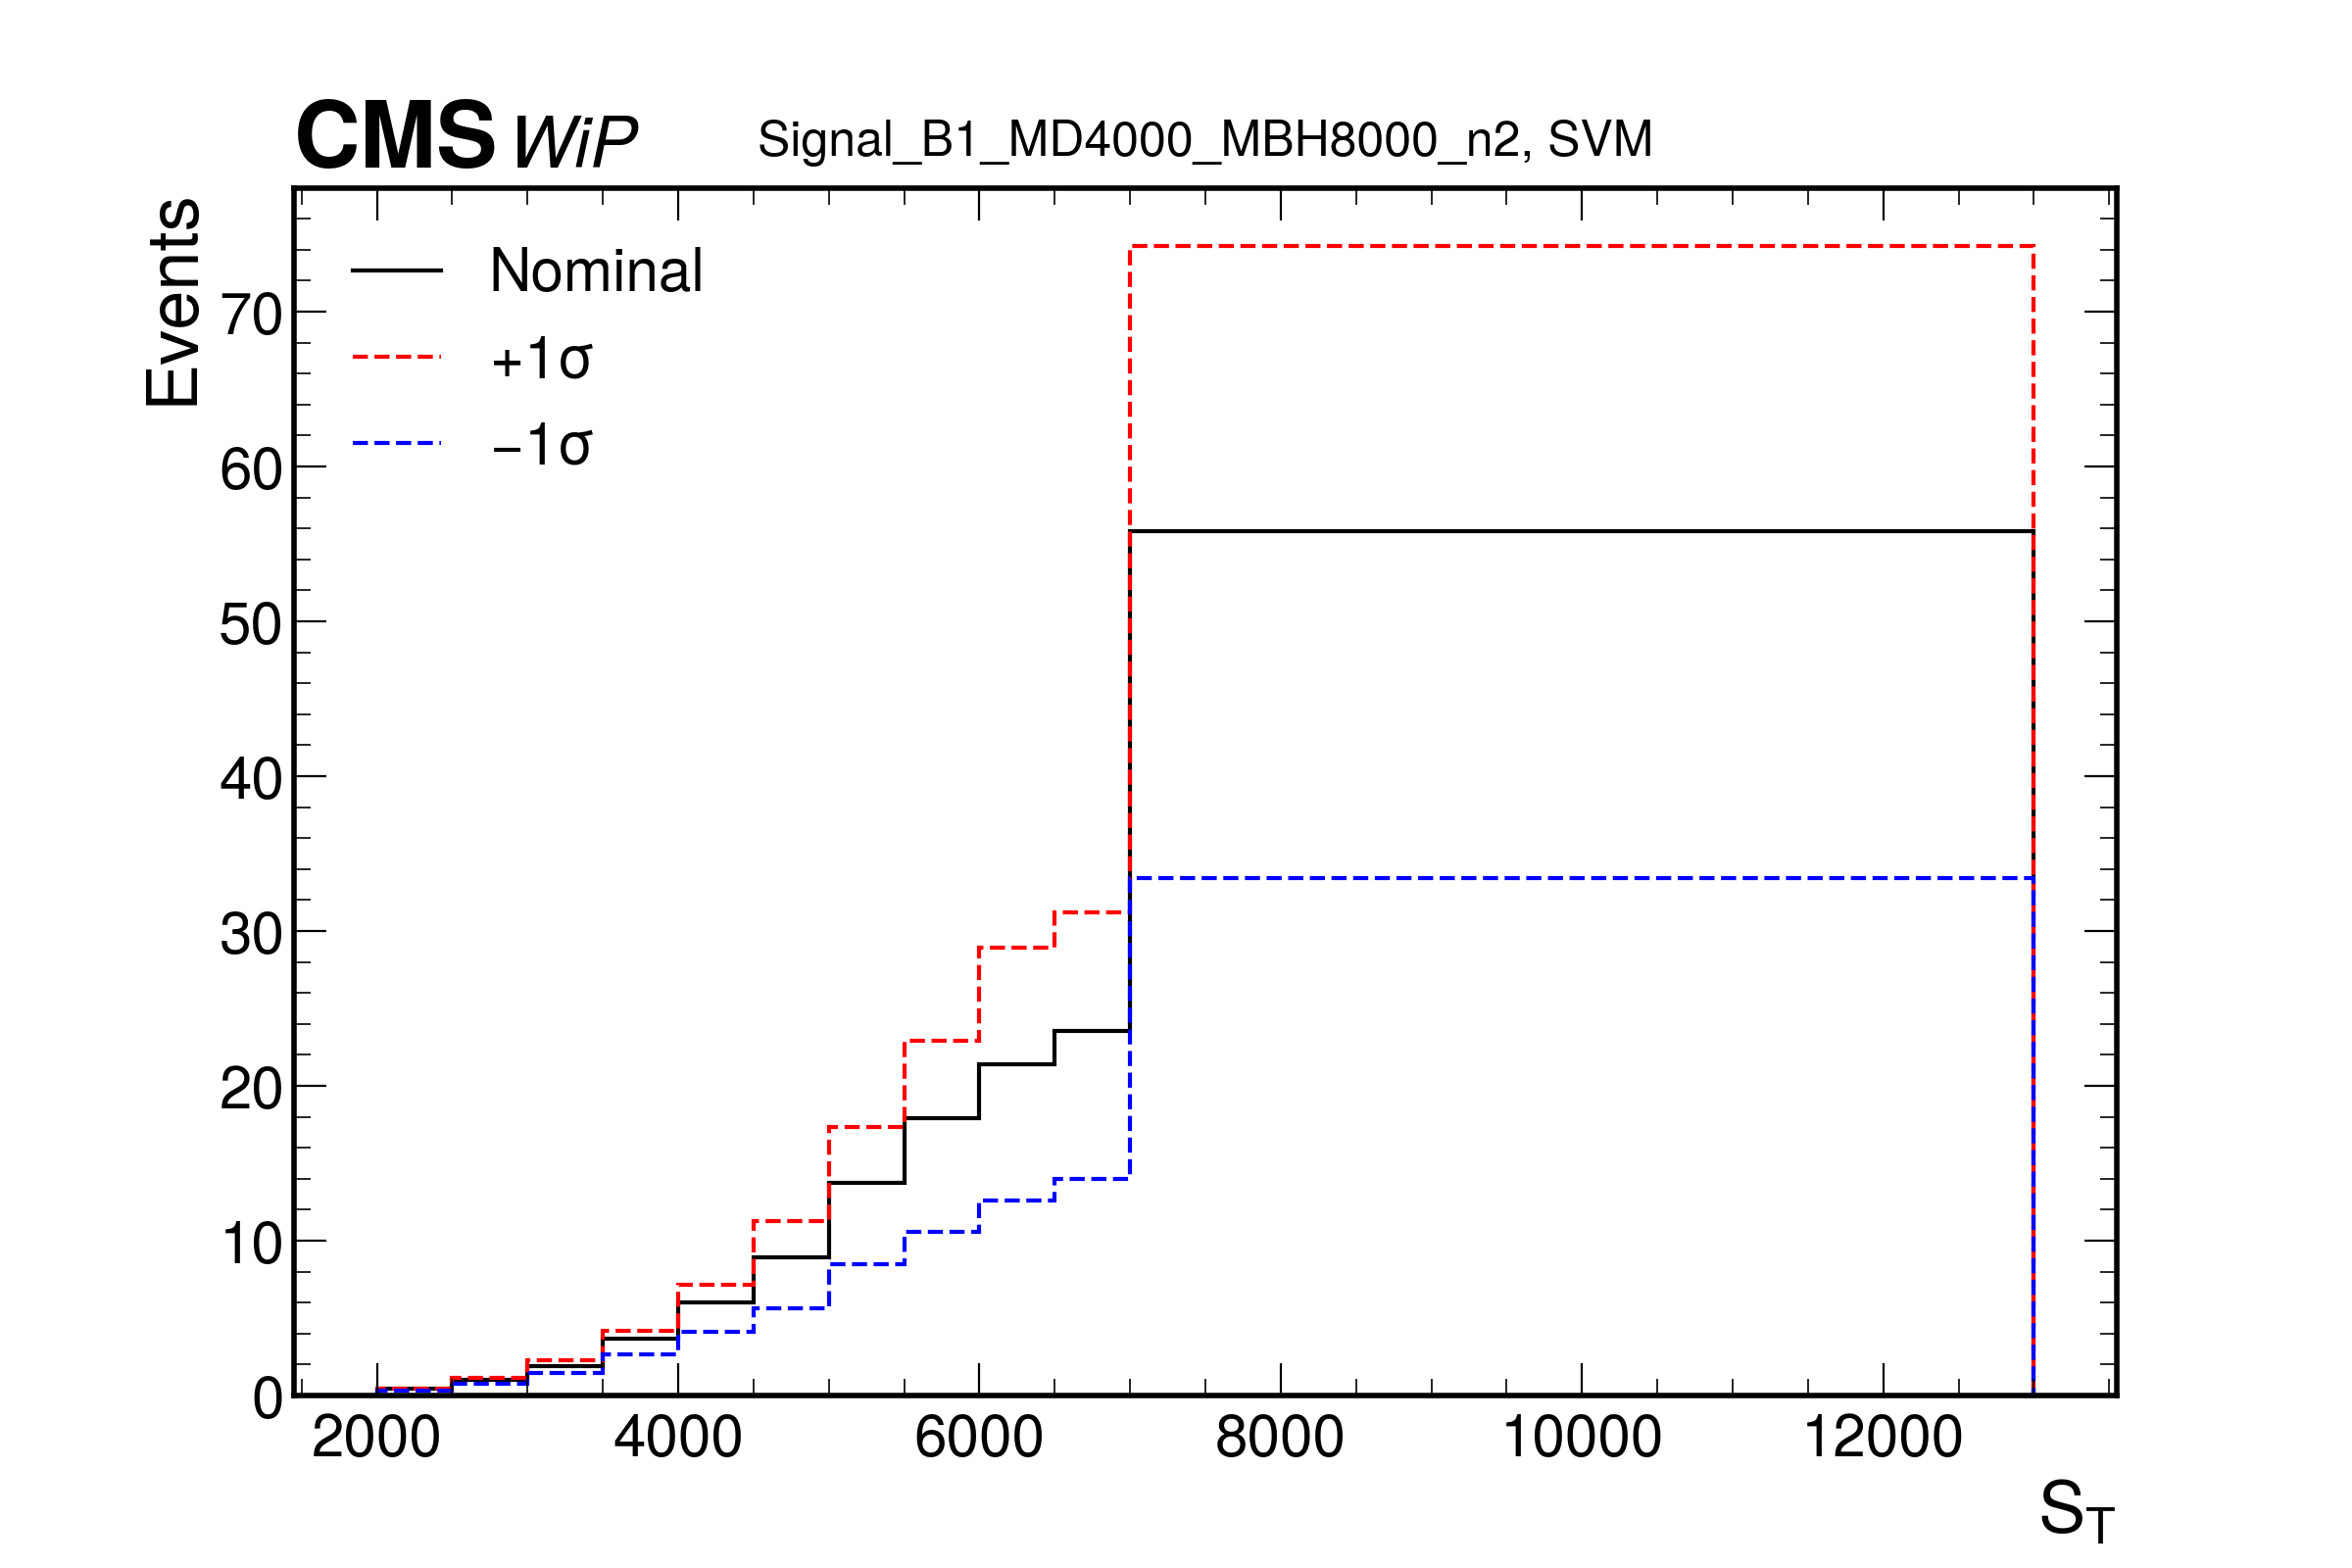 CMS WiP
Signal_B1_MD4000_MBH8000_n2, SVM
Events
Nominal
+1σ
−1σ
70
60
50
40
30
20
10
0
2000 4000 6000 8000 10000 12000
S_T